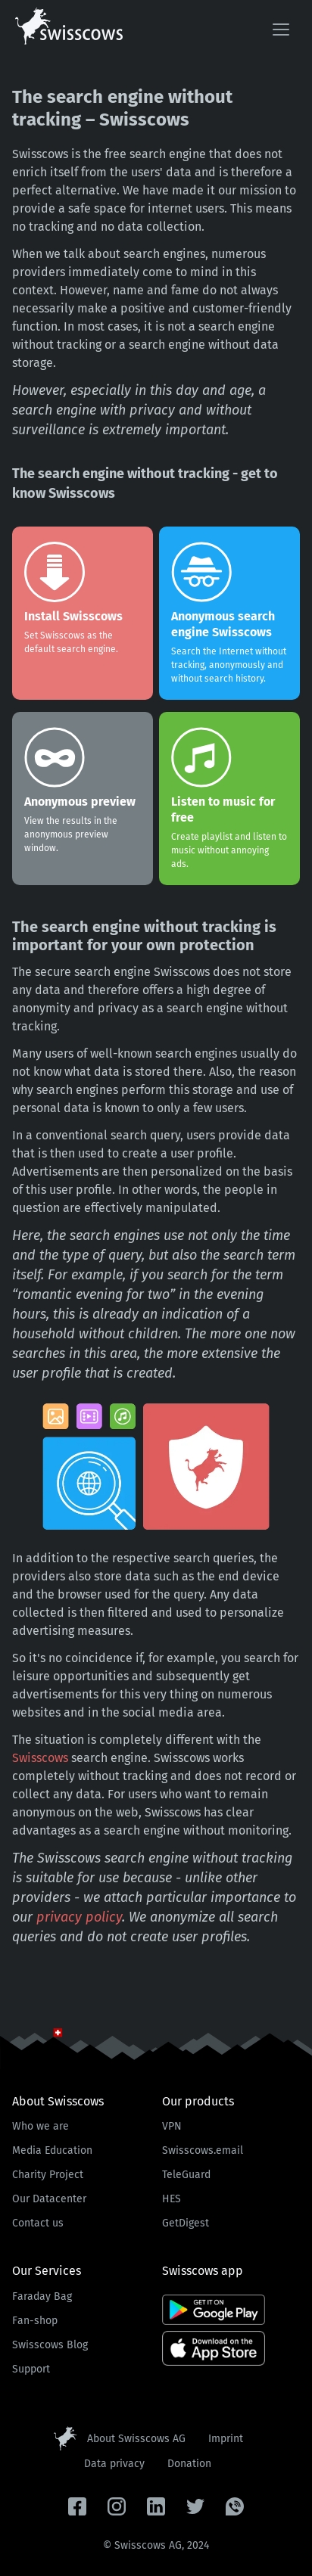 swisscows
The search engine without
tracking – Swisscows
Swisscows is the free search engine that does not
enrich itself from the users' data and is therefore a
perfect alternative. We have made it our mission to
provide a safe space for internet users. This means
no tracking and no data collection.
When we talk about search engines, numerous
providers immediately come to mind in this
context. However, name and fame do not always
necessarily make a positive and customer-friendly
function. In most cases, it is not a search engine
without tracking or a search engine without data
storage.
However, especially in this day and age, a
search engine with privacy and without
surveillance is extremely important.
The search engine without tracking - get to
know Swisscows
Install Swisscows
Set Swisscows as the
default search engine.
Anonymous search
engine Swisscows
Search the Internet without
tracking, anonymously and
without search history.
Anonymous preview
View the results in the
anonymous preview
window.
Listen to music for
free
Create playlist and listen to
music without annoying
ads.
The search engine without tracking is
important for your own protection
The secure search engine Swisscows does not store
any data and therefore offers a high degree of
anonymity and privacy as a search engine without
tracking.
Many users of well-known search engines usually do
not know what data is stored there. Also, the reason
why search engines perform this storage and use of
personal data is known to only a few users.
In a conventional search query, users provide data
that is then used to create a user profile.
Advertisements are then personalized on the basis
of this user profile. In other words, the people in
question are effectively manipulated.
Here, the search engines use not only the time
and the type of query, but also the search term
itself. For example, if you search for the term
“romantic evening for two” in the evening
hours, this is already an indication of a
household without children. The more one now
searches in this area, the more extensive the
user profile that is created.
In addition to the respective search queries, the
providers also store data such as the end device
and the browser used for the query. Any data
collected is then filtered and used to personalize
advertising measures.
So it's no coincidence if, for example, you search for
leisure opportunities and subsequently get
advertisements for this very thing on numerous
websites and in the social media area.
The situation is completely different with the
Swisscows search engine. Swisscows works
completely without tracking and does not record or
collect any data. For users who want to remain
anonymous on the web, Swisscows has clear
advantages as a search engine without monitoring.
The Swisscows search engine without tracking
is suitable for use because - unlike other
providers - we attach particular importance to
our privacy policy. We anonymize all search
queries and do not create user profiles.
About Swisscows
Who we are
Media Education
Charity Project
Our Datacenter
Contact us
Our products
VPN
Swisscows.email
TeleGuard
HES
GetDigest
Our Services
Faraday Bag
Fan-shop
Swisscows Blog
Support
Swisscows app
GET IT ON
Google Play
Download on the
App Store
About Swisscows AG Imprint
Data privacy Donation
© Swisscows AG, 2024